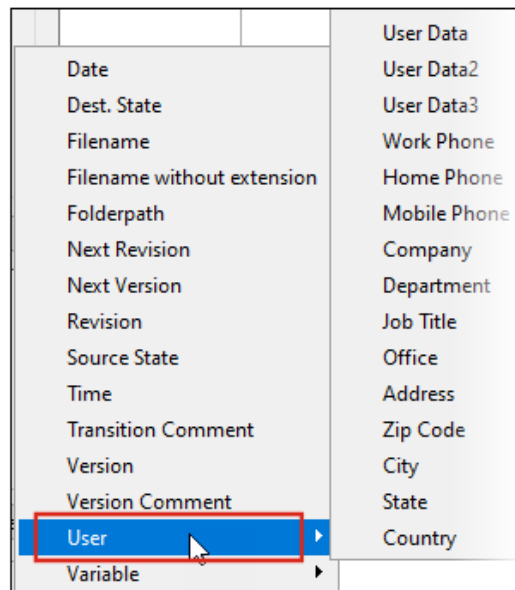 Date
Dest. State
Filename
Filename without extension
Folderpath
Next Revision
Next Version
Revision
Source State
Time
Transition Comment
Version
Version Comment
User
Variable
User Data
User Data2
User Data3
Work Phone
Home Phone
Mobile Phone
Company
Department
Job Title
Office
Address
Zip Code
City
State
Country